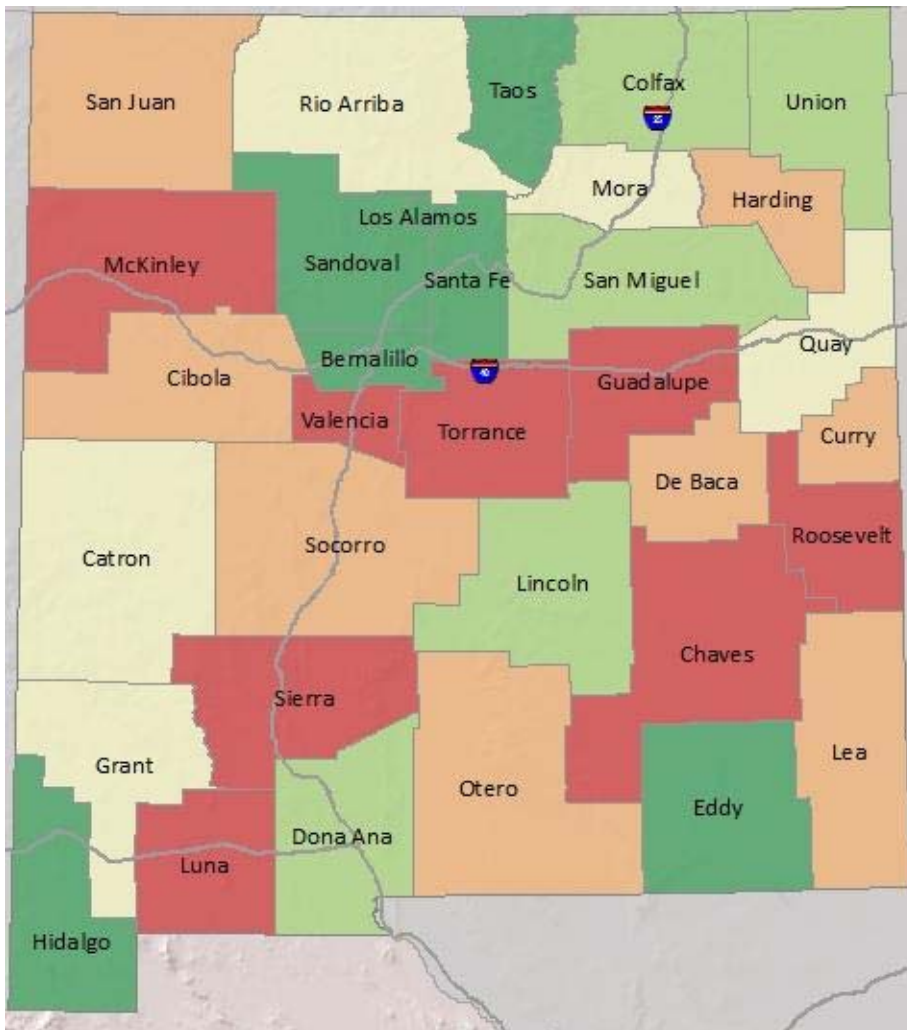 San Juan
Rio Arriba
Taos
Colfax
Union
25
Mora
Harding
Los Alamos
McKinley
Sandoval
Santa Fe
San Miguel
Quay
Bernalillo
40
Cibola
Guadalupe
Valencia
Torrance
Curry
De Baca
Roosevelt
Catron
Socorro
Lincoln
Chaves
Sierra
Grant
Otero
Lea
Eddy
Dona Ana
Luna
Hidalgo